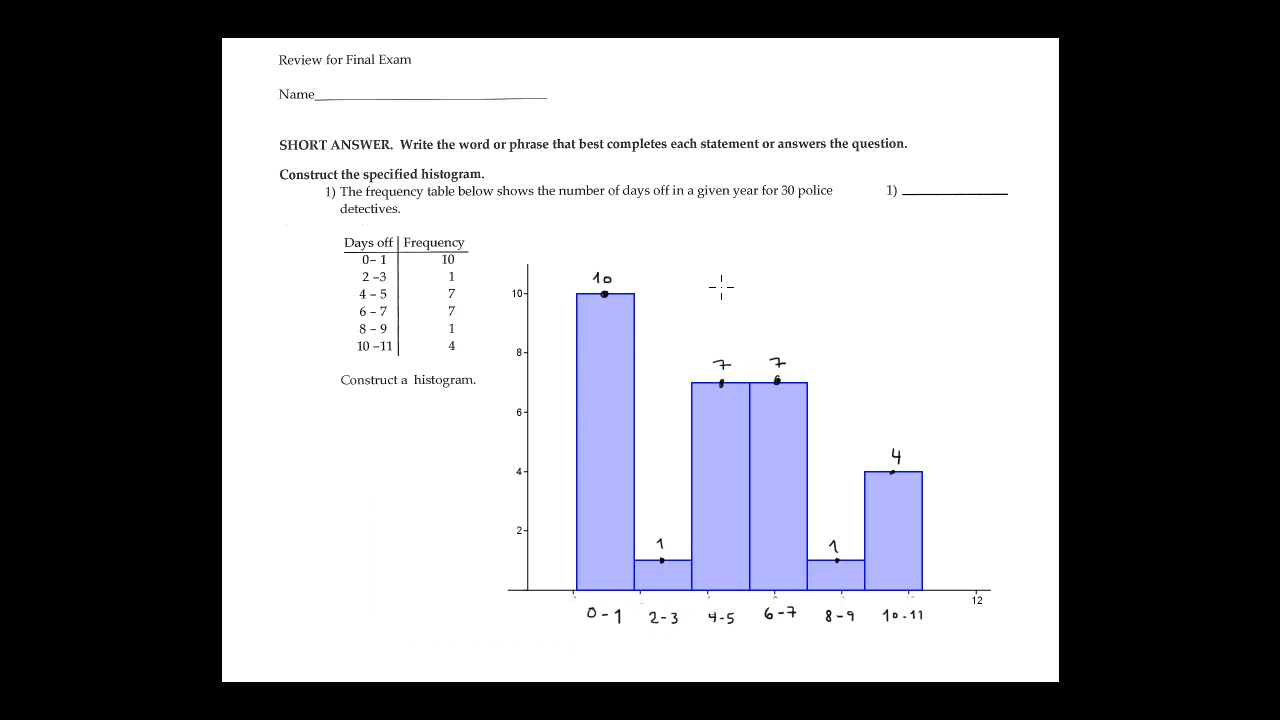 Review for Final Exam
Name
SHORT ANSWER. Write the word or phrase that best completes each statement or answers the question.
Construct the specified histogram.
1) The frequency table below shows the number of days off in a given year for 30 police
detectives.
1)
Days off Frequency
0– 1 10
2 –3 1
4 – 5 7
6 – 7 7
8 – 9 1
10 –11 4
Construct a histogram.
10
8
6
4
2
10
1
7
7
1
4
12
0-1 2-3 4-5 6-7 8-9 10-11